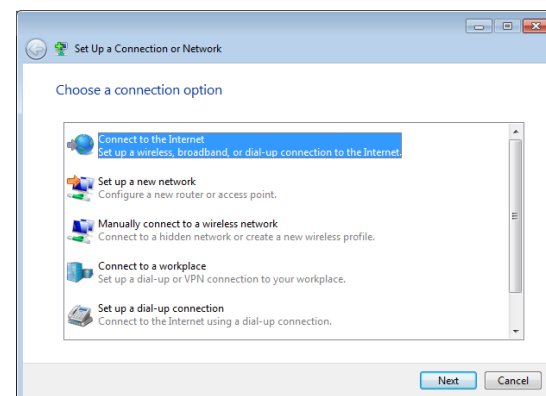 Set Up a Connection or Network
Choose a connection option
Connect to the Internet
Set up a wireless, broadband, or dial-up connection to the Internet.
Set up a new network
Configure a new router or access point.
Manually connect to a wireless network
Connect to a hidden network or create a new wireless profile.
Connect to a workplace
Set up a dial-up or VPN connection to your workplace.
Set up a dial-up connection
Connect to the Internet using a dial-up connection.
Next Cancel